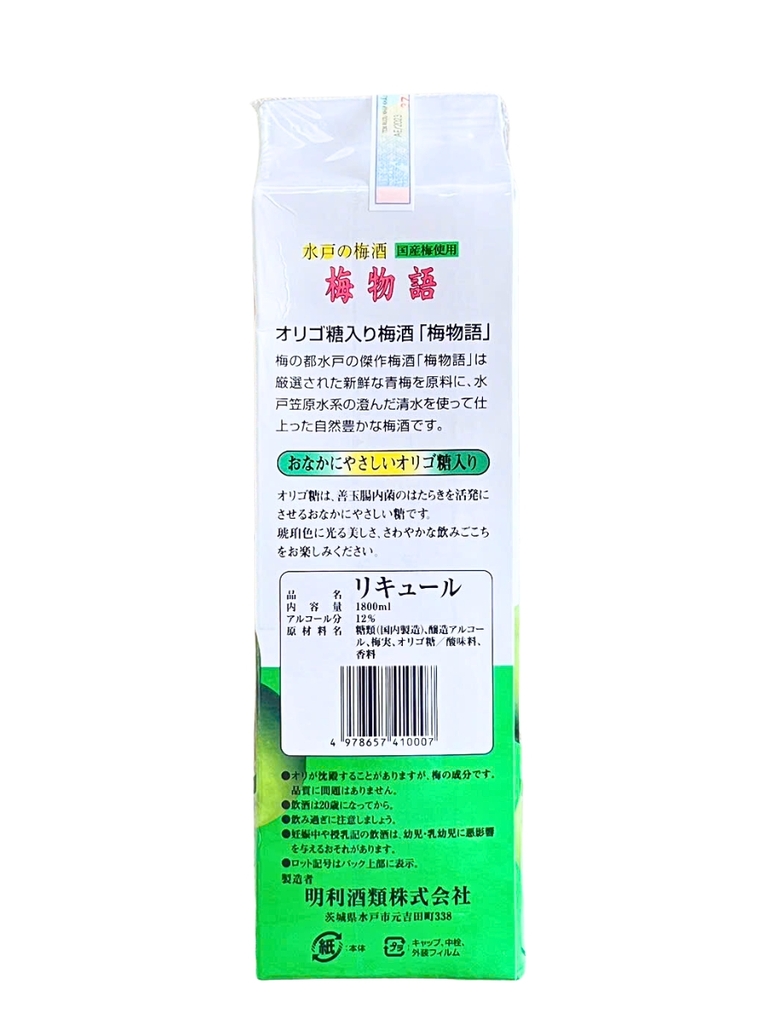 水戸の梅酒 国産梅使用
梅物語
オリゴ糖入り梅酒「梅物語」
梅の都水戸の傑作梅酒「梅物語」は
厳選された新鮮な青梅を原料に、水
戸笠原水系の澄んだ清水を使って仕
上った自然豊かな梅酒です。
おなかにやさしいオリゴ糖入り
オリゴ糖は、善玉腸内菌のはたらきを活発に
させるおなかにやさしい糖です。
琥珀色に光る美しさ、さわやかな飲みごこち
をお楽しみください。
品名 リキュール
内容量 1800ml
アルコール分 12%
原材料名 糖類(国内製造)、醸造アルコー
ル、梅実、オリゴ糖／酸味料、
香料
4 978657 410007
●オリが沈殿することがありますが、梅の成分です。
品質に問題はありません。
●飲酒は20歳になってから。
●飲み過ぎに注意しましょう。
●妊娠中や授乳記の飲酒は、幼児・乳幼児に悪影響
を与えるおそれがあります。
●ロット記号はパック上部に表示。
製造者
明利酒類株式会社
茨城県水戸市元吉田町338
紙 :本体 プラ :キャップ、中栓、
外装フィルム